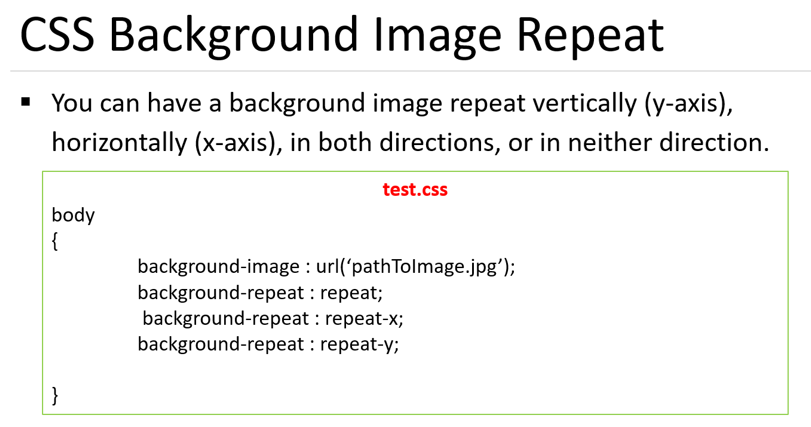 CSS Background Image Repeat
▪ You can have a background image repeat vertically (y-axis),
horizontally (x-axis), in both directions, or in neither direction.
test.css
body
{
background-image : url(‘pathToImage.jpg’);
background-repeat : repeat;
background-repeat : repeat-x;
background-repeat : repeat-y;
}